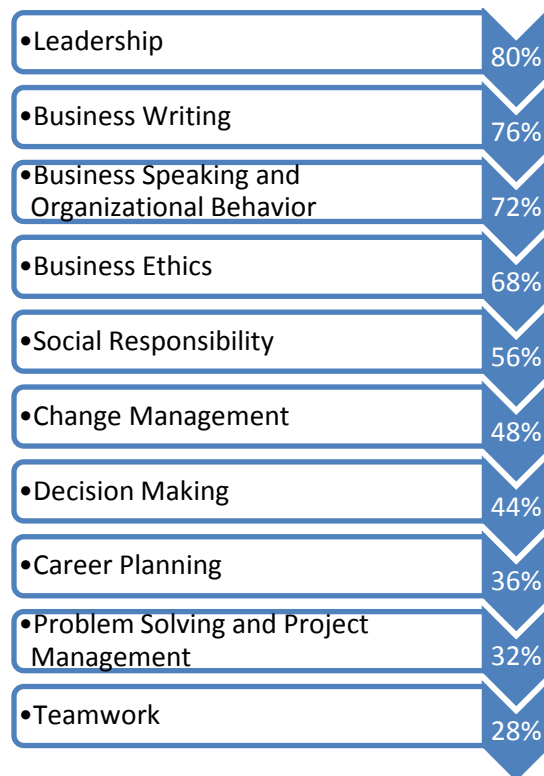 •Leadership
80%
•Business Writing
76%
•Business Speaking and
Organizational Behavior
72%
•Business Ethics
68%
•Social Responsibility
56%
•Change Management
48%
•Decision Making
44%
•Career Planning
36%
•Problem Solving and Project
Management
32%
•Teamwork
28%